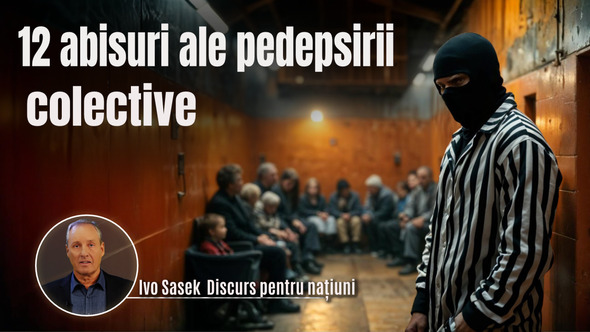 12 abisuri ale pedepsirii
colective
Ivo Sasek Discurs pentru națiuni